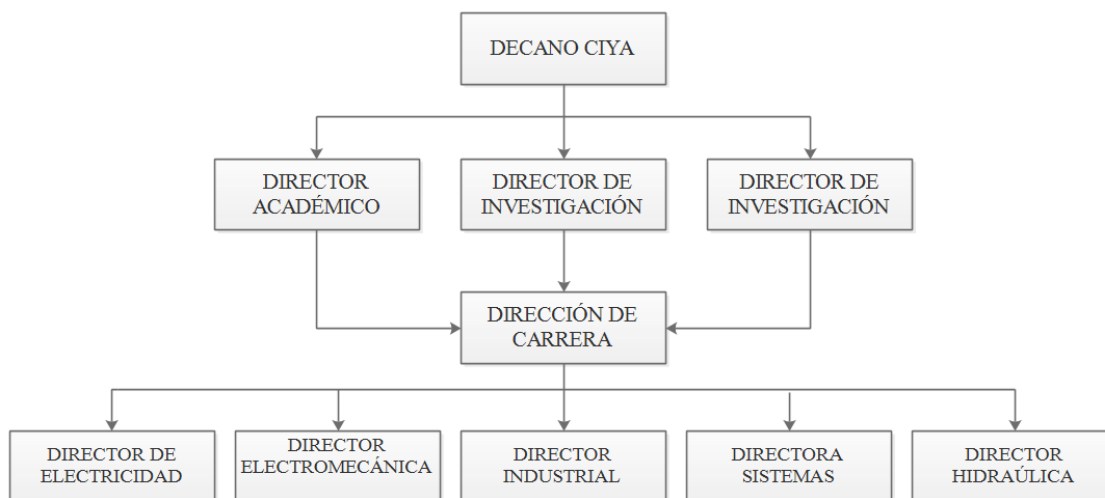 DECANO CIYA
DIRECTOR
ACADÉMICO
DIRECTOR DE
INVESTIGACIÓN
DIRECTOR DE
INVESTIGACIÓN
DIRECCIÓN DE
CARRERA
DIRECTOR DE
ELECTRICIDAD
DIRECTOR
ELECTROMECÁNICA
DIRECTOR
INDUSTRIAL
DIRECTORA
SISTEMAS
DIRECTOR
HIDRAÚLICA